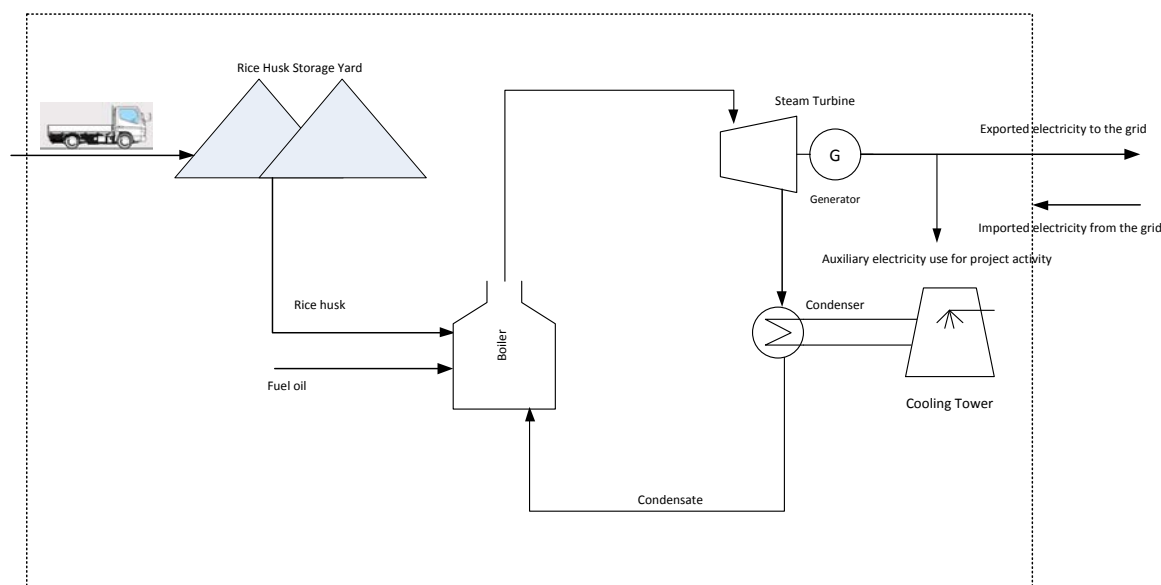 Rice Husk Storage Yard
Steam Turbine
G
Generator
Exported electricity to the grid
Imported electricity from the grid
Auxiliary electricity use for project activity
Rice husk
Boiler
Condenser
Fuel oil
Cooling Tower
Condensate